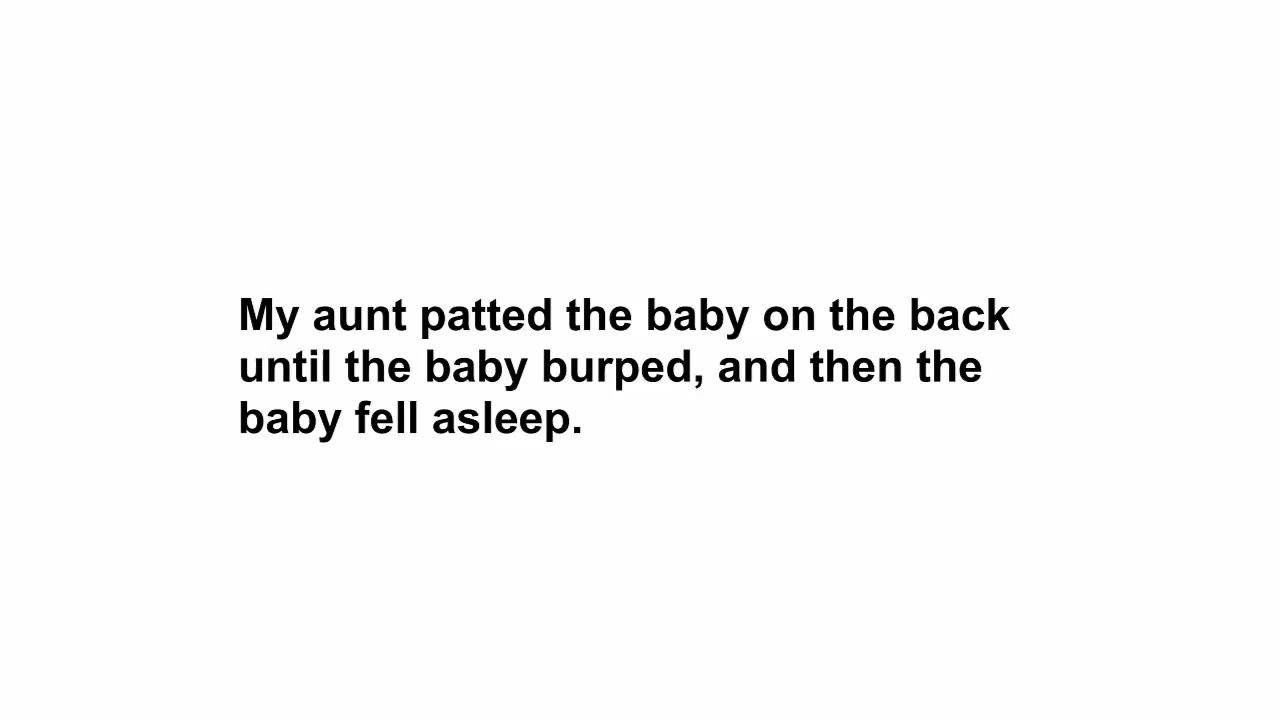 My aunt patted the baby on the back
until the baby burped, and then the
baby fell asleep.